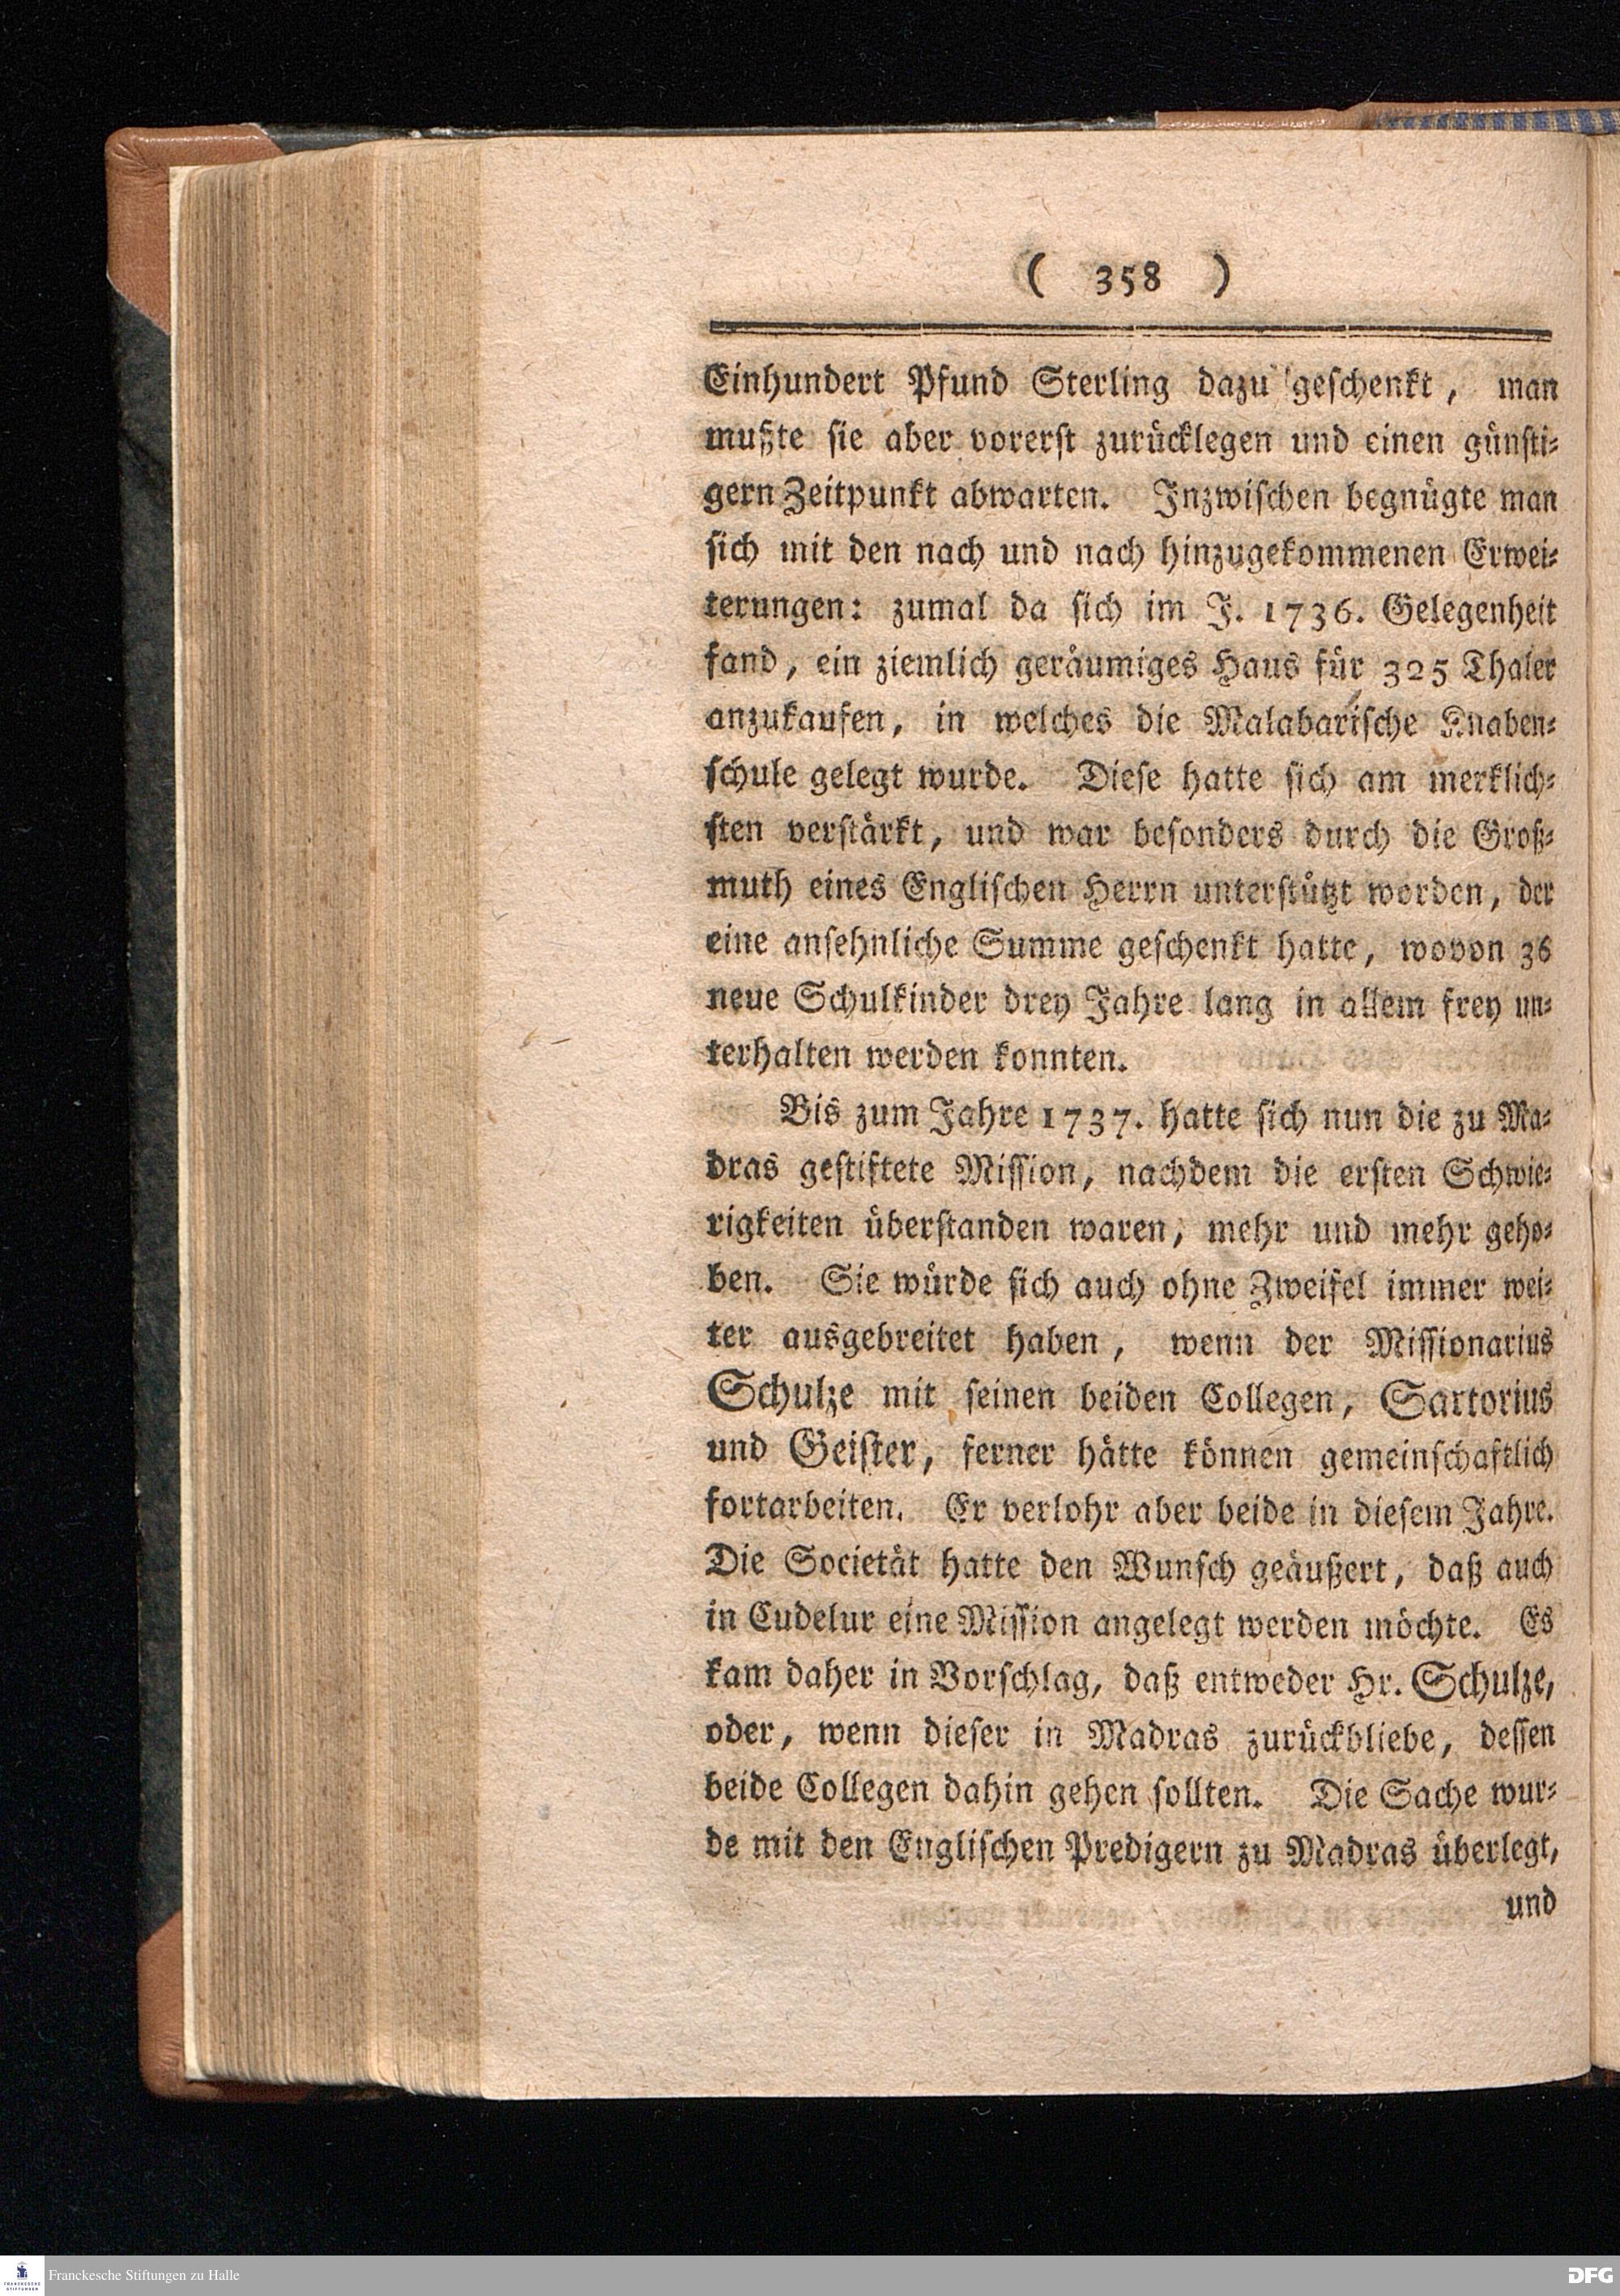 ( 358 )
Einhundert Pfund Sterling dazu geschenkt, man
mußte sie aber vorerst zurücklegen und einen günsti-
gern Zeitpunkt abwarten. Inzwischen begnügte man
sich mit den nach und nach hinzugekommenen Erwei-
terungen: zumal da sich im J. 1736. Gelegenheit
fand, ein ziemlich geräumiges Haus für 325 Thaler
anzukaufen, in welches die Malabarische Knaben-
schule gelegt wurde. Diese hatte sich am merklich-
sten verstärkt, und war besonders durch die Groß-
muth eines Englischen Herrn unterstützt worden, der
eine ansehnliche Summe geschenkt hatte, wovon 36
neue Schulkinder drey Jahre lang in allem frey un-
terhalten werden konnten.
Bis zum Jahre 1737. hatte sich nun die zu Ma-
dras gestiftete Mission, nachdem die ersten Schwie-
rigkeiten überstanden waren, mehr und mehr geho-
ben. Sie würde sich auch ohne Zweifel immer wei-
ter ausgebreitet haben, wenn der Missionarius
Schulze mit seinen beiden Collegen, Sartorius
und Geister, ferner hätte können gemeinschaftlich
fortarbeiten. Er verlohr aber beide in diesem Jahre.
Die Societät hatte den Wunsch geäußert, daß auch
in Cudelur eine Mission angelegt werden möchte. Es
kam daher in Vorschlag, daß entweder Hr. Schulze,
oder, wenn dieser in Madras zurückbliebe, dessen
beide Collegen dahin gehen sollten. Die Sache wur-
de mit den Englischen Predigern zu Madras überlegt,
und
FRANCKESCHE
STIFTUNGEN
Franckesche Stiftungen zu Halle
DFG